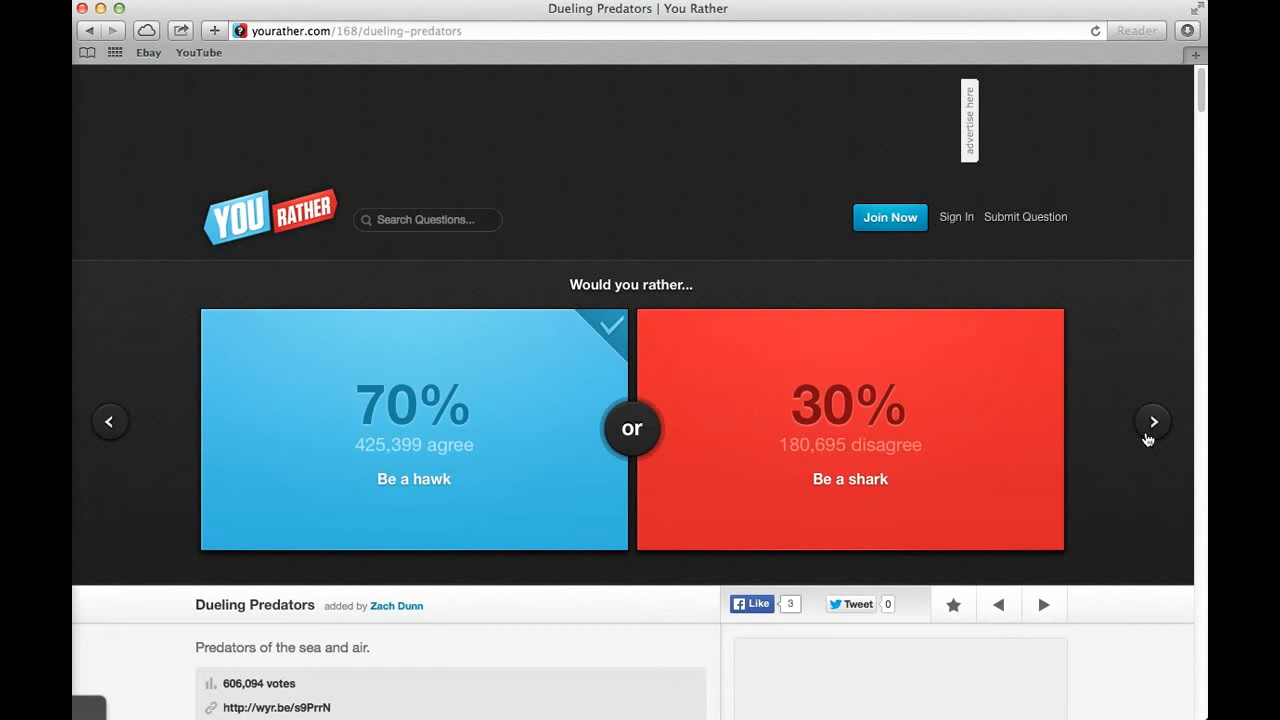 Dueling Predators | You Rather
yourather.com/168/dueling-predators
Reader
Ebay
YouTube
advertise here
YOU RATHER
Search Questions...
Join Now
Sign In
Submit Question
Would you rather...
70%
425,399 agree
Be a hawk
or
30%
180,695 disagree
Be a shark
Dueling Predators added by Zach Dunn
Like
3
Tweet
0
Predators of the sea and air.
606,094 votes
http://wyr.be/s9PrrN